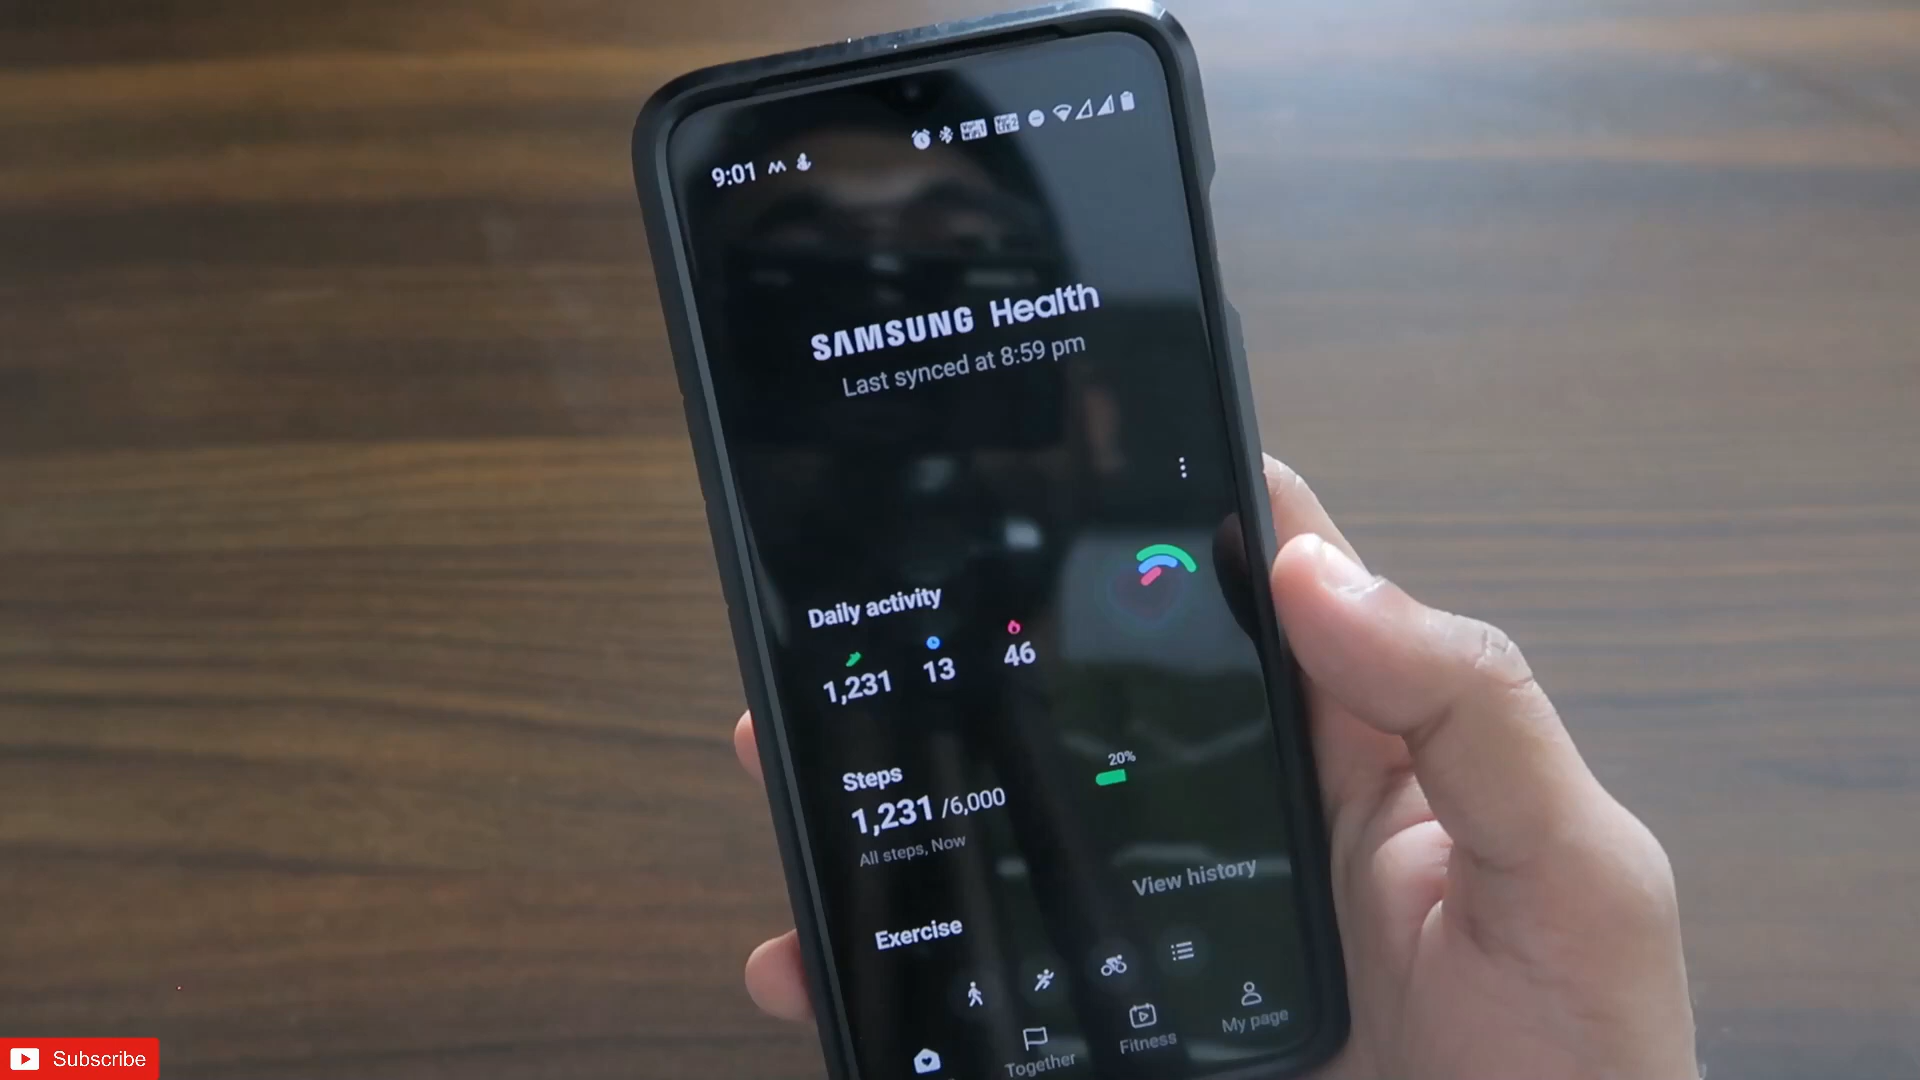 9:01
SAMSUNG Health
Last synced at 8:59 pm
Daily activity
1,231
13
46
Steps
20%
1,231 /6,000
All steps, Now
View history
Exercise
Together
Fitness
My page
Subscribe